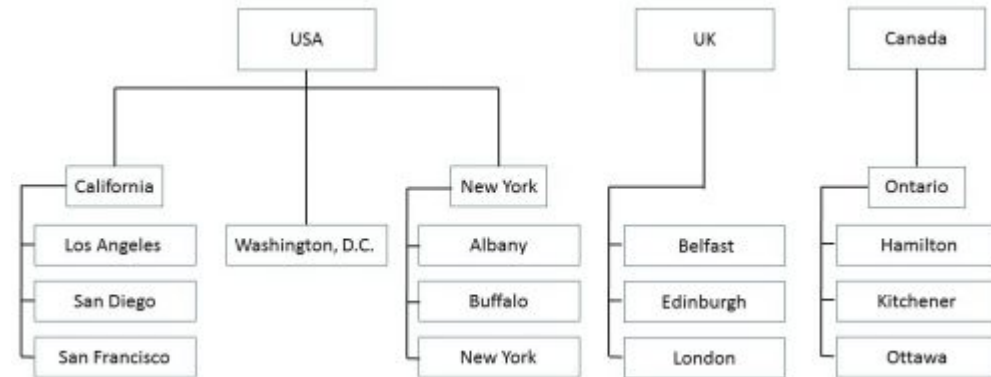 USA
UK
Canada
California
New York
Ontario
Los Angeles
Washington, D.C.
Albany
Belfast
Hamilton
San Diego
Buffalo
Edinburgh
Kitchener
San Francisco
New York
London
Ottawa